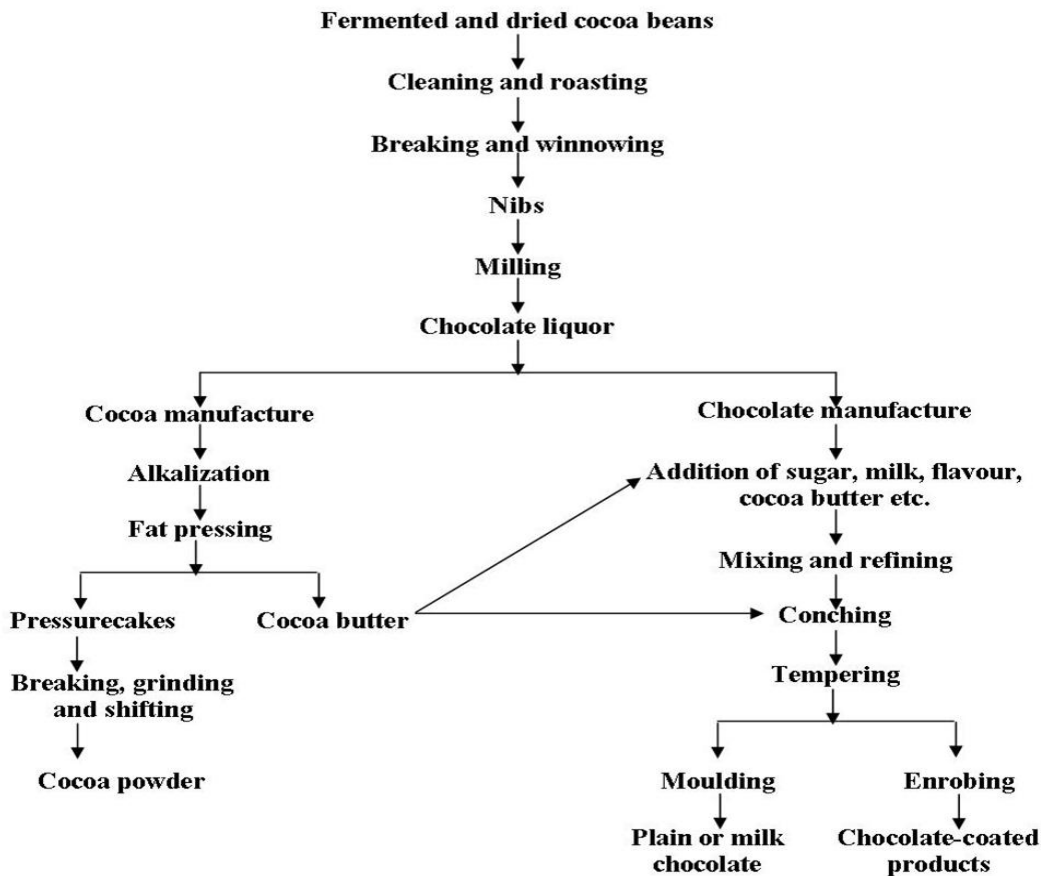 Fermented and dried cocoa beans
Cleaning and roasting
Breaking and winnowing
Nibs
Milling
Chocolate liquor
Cocoa manufacture
Alkalization
Fat pressing
Pressurecakes
Cocoa butter
Breaking, grinding
and shifting
Cocoa powder
Chocolate manufacture
Addition of sugar, milk, flavour,
cocoa butter etc.
Mixing and refining
Conching
Tempering
Moulding
Enrobing
Plain or milk
chocolate
Chocolate-coated
products